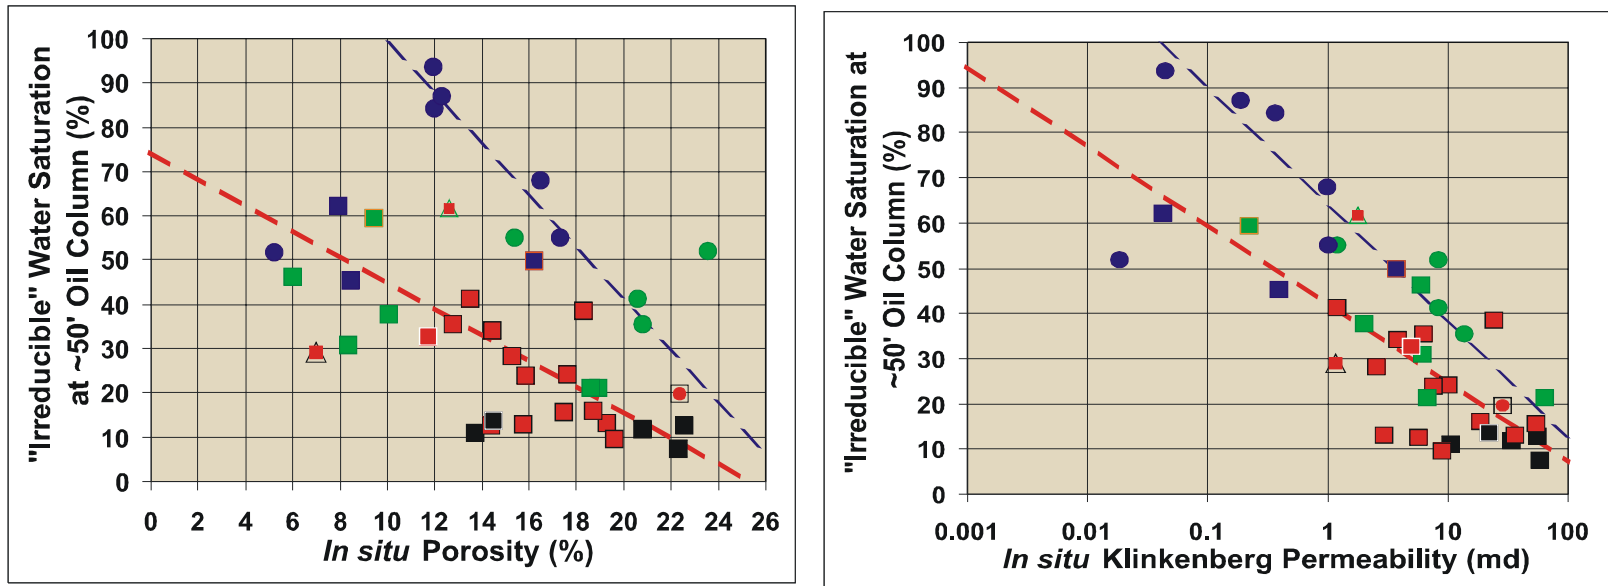 "Irreducible" Water Saturation
at ~50' Oil Column (%)
100
90
80
70
60
50
40
30
20
10
0
0 2 4 6 8 10 12 14 16 18 20 22 24 26
In situ Porosity (%)
"Irreducible" Water Saturation at
~50' Oil Column (%)
100
90
80
70
60
50
40
30
20
10
0
0.001 0.01 0.1 1 10 100
In situ Klinkenberg Permeability (md)